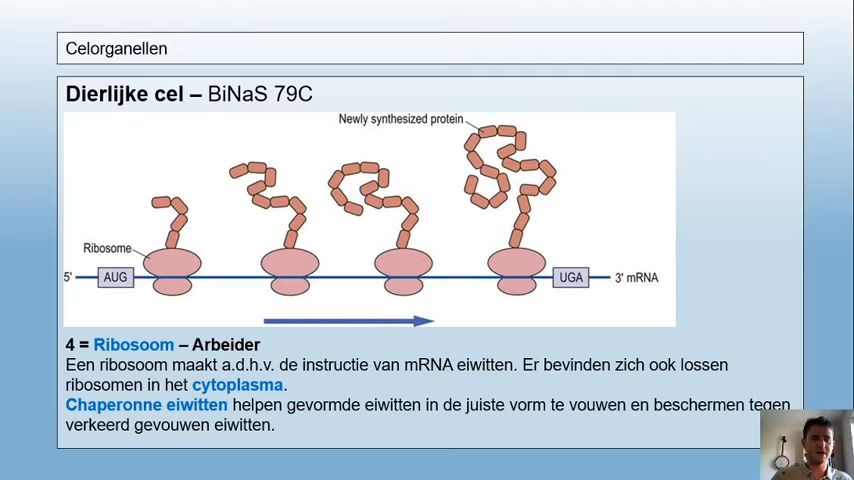 Celorganellen
Dierlijke cel – BiNaS 79C
Newly synthesized protein
Ribosome
5' AUG UGA 3' mRNA
4 = Ribosoom – Arbeider
Een ribosoom maakt a.d.h.v. de instructie van mRNA eiwitten. Er bevinden zich ook lossen
ribosomen in het cytoplasma.
Chaperonne eiwitten helpen gevormde eiwitten in de juiste vorm te vouwen en beschermen tegen
verkeerd gevouwen eiwitten.